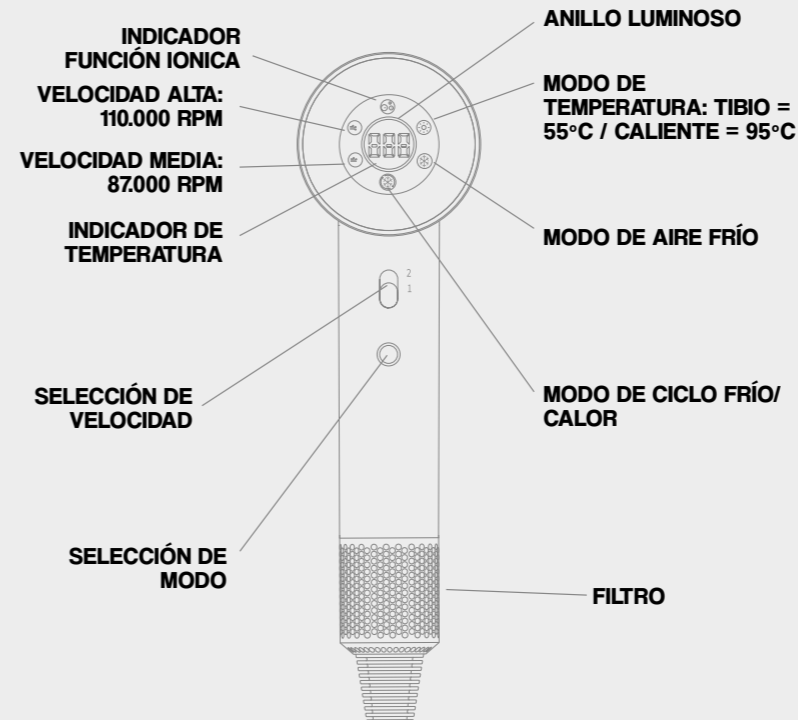 INDICADOR
FUNCIÓN IONICA
VELOCIDAD ALTA:
110.000 RPM
VELOCIDAD MEDIA:
87.000 RPM
INDICADOR DE
TEMPERATURA
SELECCIÓN DE
VELOCIDAD
SELECCIÓN DE
MODO
888
2
1
ANILLO LUMINOSO
MODO DE
TEMPERATURA: TIBIO =
55°C / CALIENTE = 95°C
MODO DE AIRE FRÍO
MODO DE CICLO FRÍO/
CALOR
FILTRO